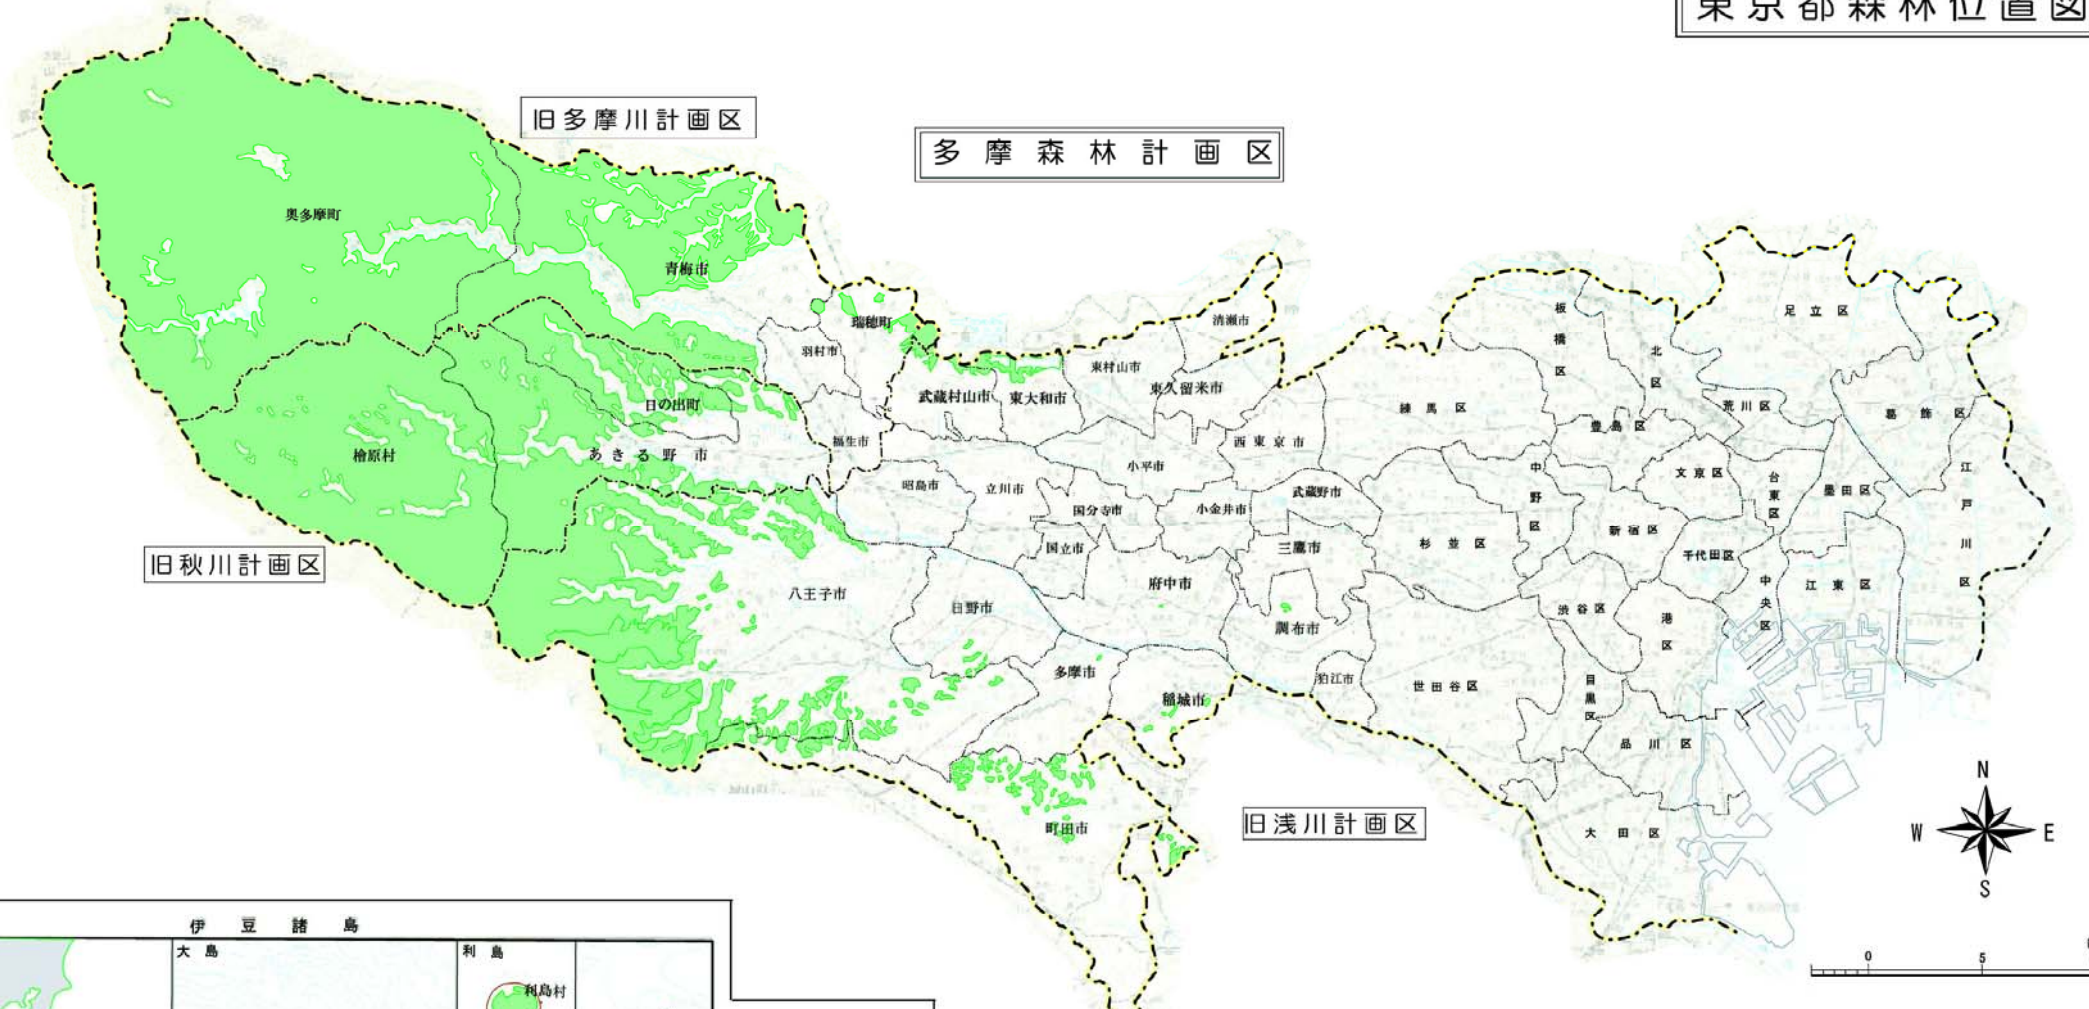 東京都森林位置図
旧多摩川計画区
多摩森林計画区
奥多摩町
青梅市
瑞穂町
羽村市
清瀬市
足立区
板橋区
北区
東村山市
東久留米市
武蔵村山市
東大和市
日の出町
練馬区
荒川区
葛飾区
豊島区
檜原村
あきる野市
福生市
西東京市
小平市
昭島市
立川市
武蔵野市
中野区
文京区
台東区
墨田区
江戸川区
国分寺市
小金井市
新宿区
国立市
三鷹市
杉並区
千代田区
旧秋川計画区
八王子市
日野市
府中市
調布市
渋谷区
港区
中央区
江東区
多摩市
稲城市
狛江市
世田谷区
目黒区
品川区
町田市
旧浅川計画区
大田区
N
W
E
S
0
5
伊豆諸島
大島
利島
利島村